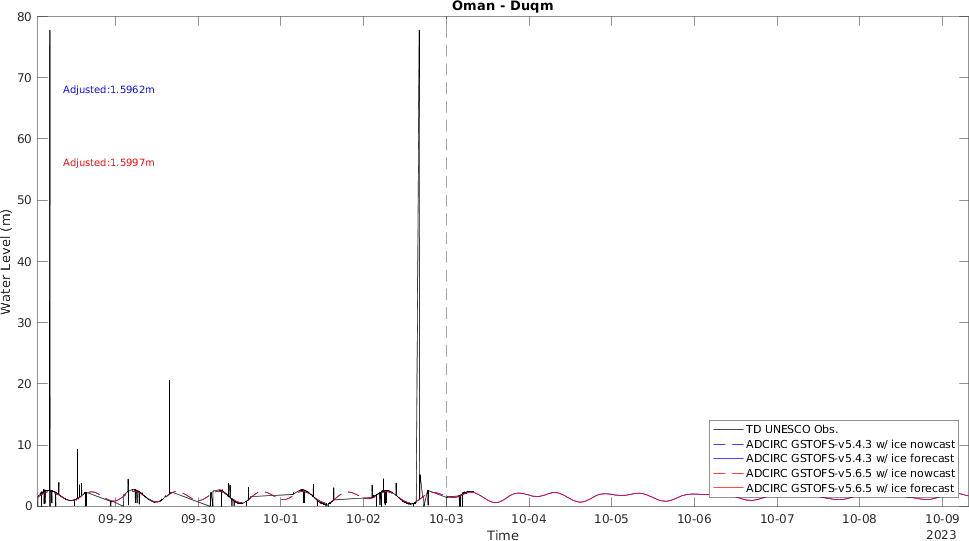 Oman - Duqm
80
70
60
50
40
30
20
10
0
Water Level (m)
Adjusted:1.5962m
Adjusted:1.5997m
TD UNESCO Obs.
ADCIRC GSTOFS-v5.4.3 w/ ice nowcast
ADCIRC GSTOFS-v5.4.3 w/ ice forecast
ADCIRC GSTOFS-v5.6.5 w/ ice nowcast
ADCIRC GSTOFS-v5.6.5 w/ ice forecast
09-29 09-30 10-01 10-02 10-03 10-04 10-05 10-06 10-07 10-08 10-09
Time
2023